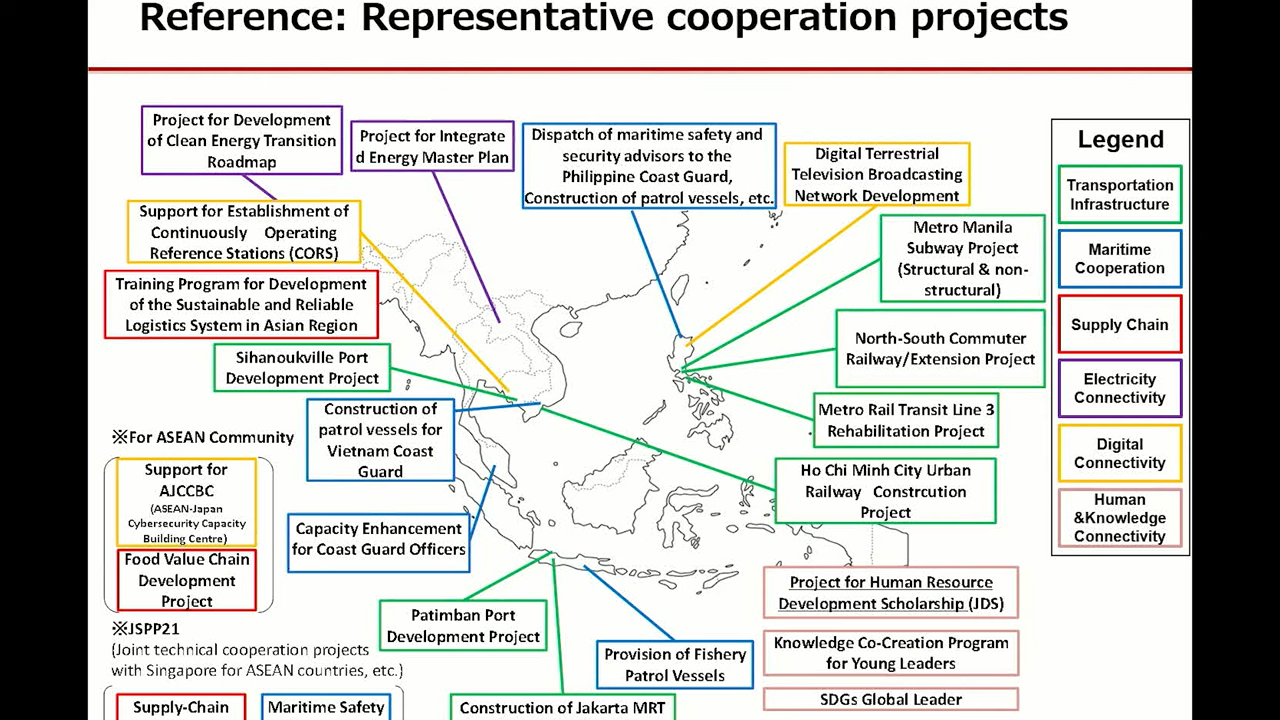 Reference: Representative cooperation projects
Project for Development
of Clean Energy Transition
Roadmap
Project for Integrate
d Energy Master Plan
Dispatch of maritime safety and
security advisors to the
Philippine Coast Guard,
Construction of patrol vessels, etc.
Digital Terrestrial
Television Broadcasting
Network Development
Support for Establishment of
Continuously Operating
Reference Stations (CORS)
Metro Manila
Subway Project
(Structural & non-
structural)
Training Program for Development
of the Sustainable and Reliable
Logistics System in Asian Region
North-South Commuter
Railway/Extension Project
Sihanoukville Port
Development Project
Metro Rail Transit Line 3
Rehabilitation Project
Construction of
patrol vessels for
Vietnam Coast
Guard
Ho Chi Minh City Urban
Railway Constrcution
Project
※For ASEAN Community
Support for
AJCCBC
(ASEAN-Japan
Cybersecurity Capacity
Building Centre)
Food Value Chain
Development
Project
Capacity Enhancement
for Coast Guard Officers
Patimban Port
Development Project
Provision of Fishery
Patrol Vessels
Construction of Jakarta MRT
※JSPP21
(Joint technical cooperation projects
with Singapore for ASEAN countries, etc.)
Supply-Chain
Maritime Safety
Project for Human Resource
Development Scholarship (JDS)
Knowledge Co-Creation Program
for Young Leaders
SDGs Global Leader
Legend
Transportation
Infrastructure
Maritime
Cooperation
Supply Chain
Electricity
Connectivity
Digital
Connectivity
Human
&Knowledge
Connectivity